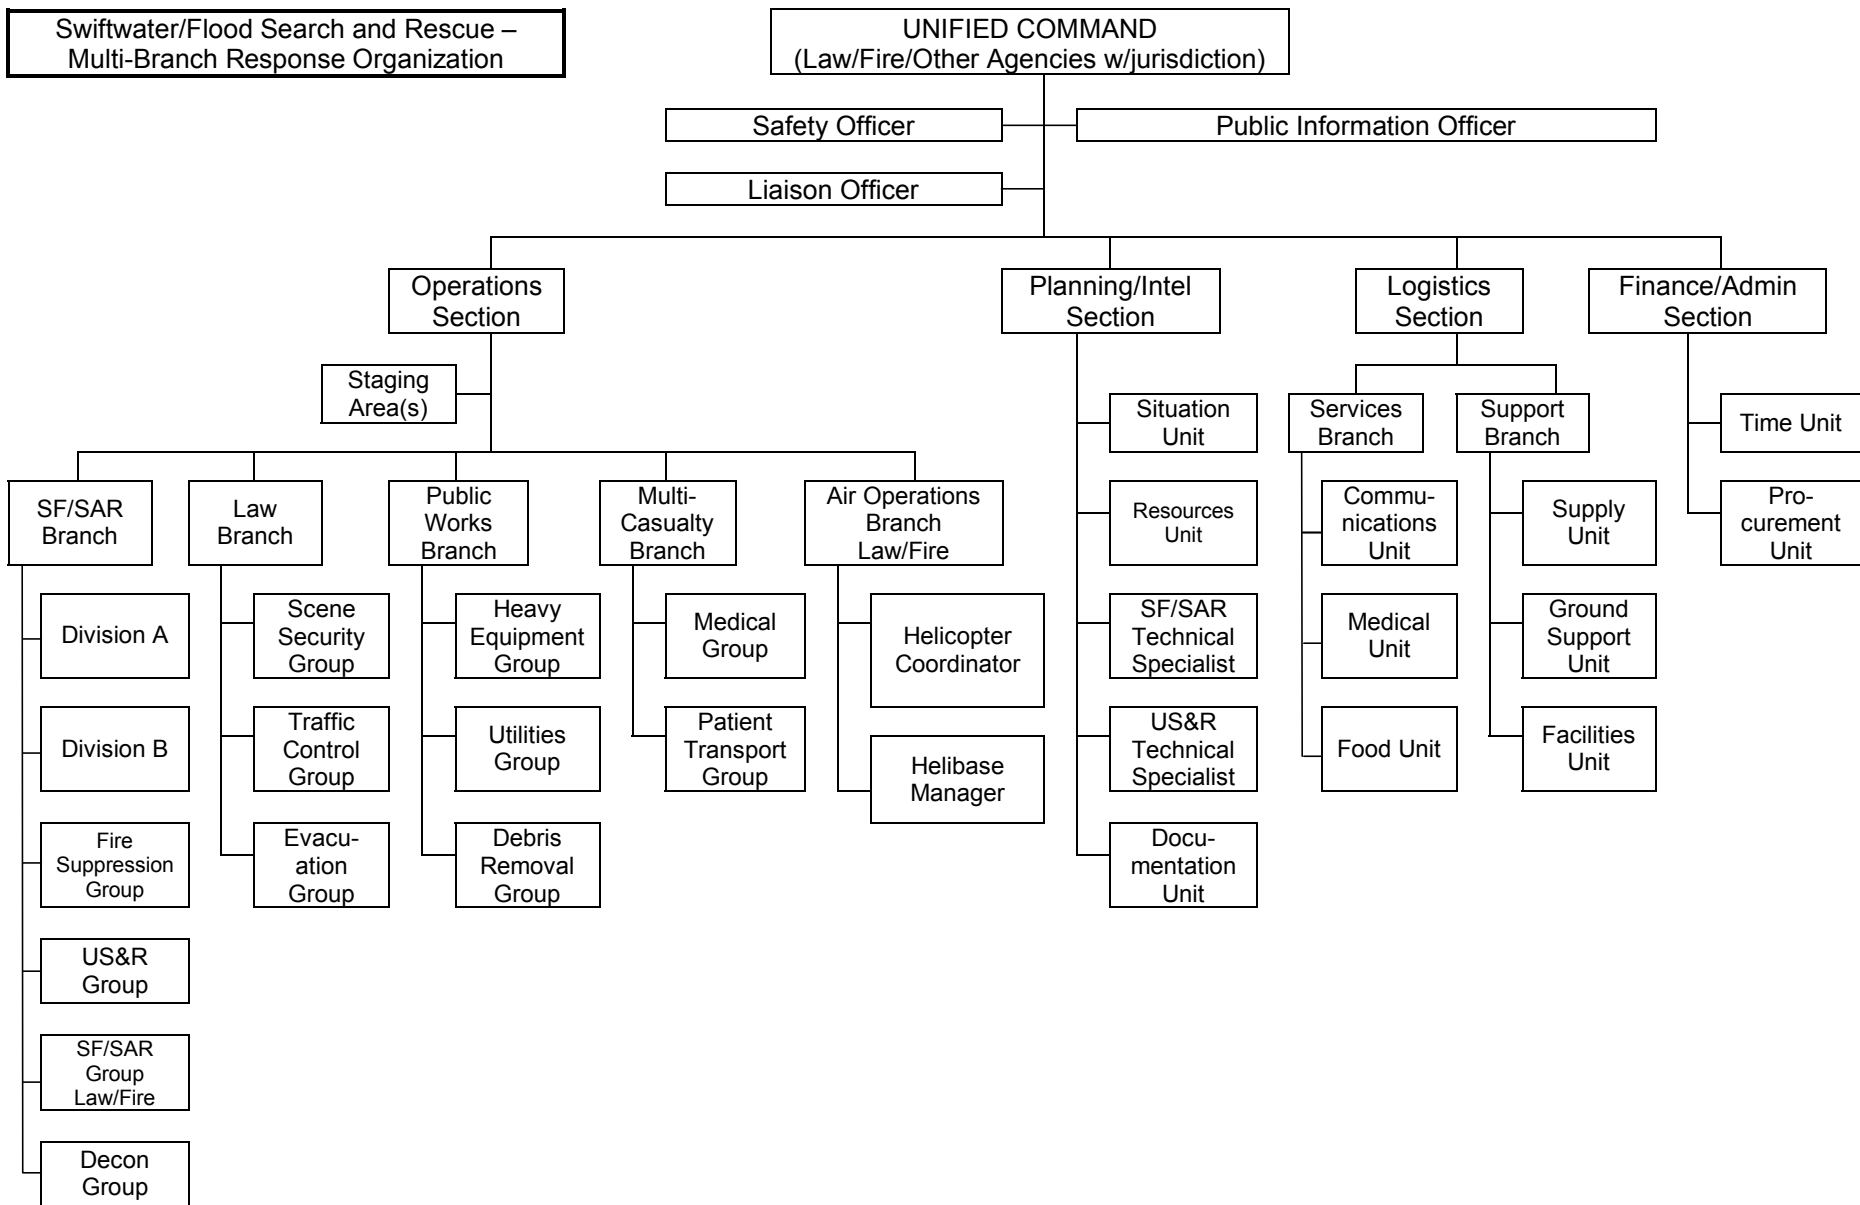 Swiftwater/Flood Search and Rescue –
Multi-Branch Response Organization
UNIFIED COMMAND
(Law/Fire/Other Agencies w/jurisdiction)
Safety Officer
Public Information Officer
Liaison Officer
Operations
Section
Planning/Intel
Section
Logistics
Section
Finance/Admin
Section
Staging
Area(s)
SF/SAR
Branch
Law
Branch
Public
Works
Branch
Multi-
Casualty
Branch
Air Operations
Branch
Law/Fire
Division A
Division B
Fire
Suppression
Group
US&R
Group
SF/SAR
Group
Law/Fire
Decon
Group
Scene
Security
Group
Traffic
Control
Group
Evacu-
ation
Group
Heavy
Equipment
Group
Utilities
Group
Debris
Removal
Group
Medical
Group
Patient
Transport
Group
Helicopter
Coordinator
Helibase
Manager
Situation
Unit
Resources
Unit
SF/SAR
Technical
Specialist
US&R
Technical
Specialist
Docu-
mentation
Unit
Services
Branch
Support
Branch
Commu-
nications
Unit
Medical
Unit
Food Unit
Supply
Unit
Ground
Support
Unit
Facilities
Unit
Time Unit
Pro-
curement
Unit